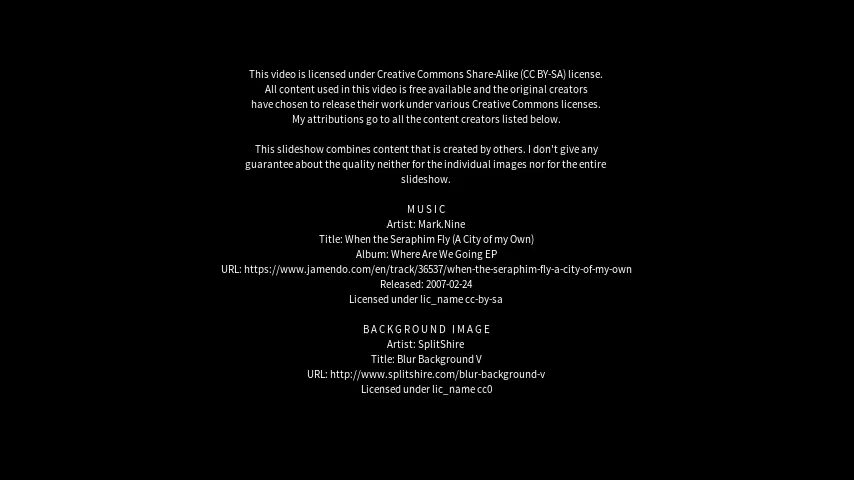 This video is licensed under Creative Commons Share-Alike (CC BY-SA) license.
All content used in this video is free available and the original creators
have chosen to release their work under various Creative Commons licenses.
My attributions go to all the content creators listed below.
This slideshow combines content that is created by others. I don't give any
guarantee about the quality neither for the individual images nor for the entire
slideshow.
MUSIC
Artist: Mark.Nine
Title: When the Seraphim Fly (A City of my Own)
Album: Where Are We Going EP
URL: https://www.jamendo.com/en/track/36537/when-the-seraphim-fly-a-city-of-my-own
Released: 2007-02-24
Licensed under lic_name cc-by-sa
BACKGROUND IMAGE
Artist: SplitShire
Title: Blur Background V
URL: http://www.splitshire.com/blur-background-v
Licensed under lic_name cc0